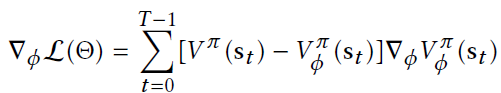 ∇_ϕ ℒ(Θ) = ∑_{t=0}^{T−1} [V^π(𝐬_t) − V_ϕ^π(𝐬_t)]∇_ϕ V_ϕ^π(𝐬_t)